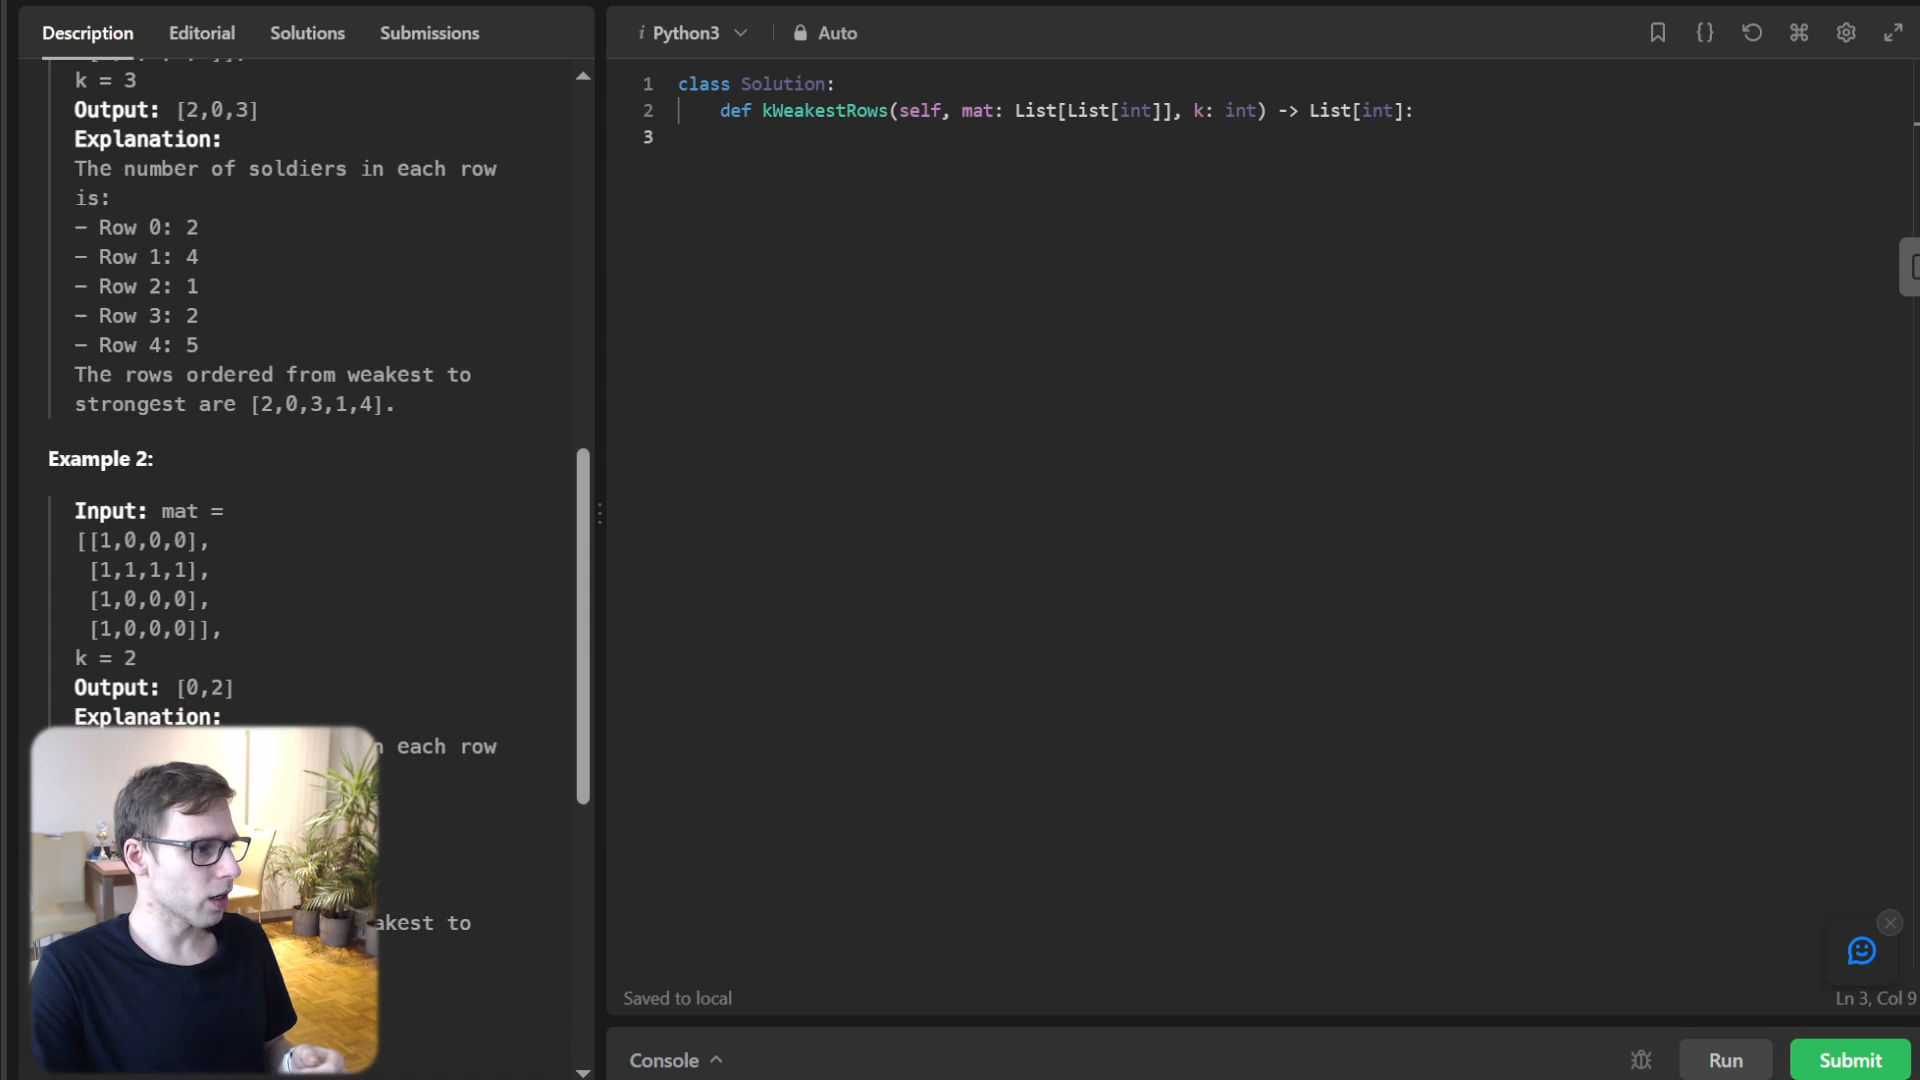 Description Editorial Solutions Submissions
k = 3
Output: [2,0,3]
Explanation:
The number of soldiers in each row
is:
- Row 0: 2
- Row 1: 4
- Row 2: 1
- Row 3: 2
- Row 4: 5
The rows ordered from weakest to
strongest are [2,0,3,1,4].
Example 2:
Input: mat =
[[1,0,0,0],
[1,1,1,1],
[1,0,0,0],
[1,0,0,0]],
k = 2
Output: [0,2]
Explanation:
each row
to
i Python3 Auto
{}
1 class Solution:
2 def kWeakestRows(self, mat: List[List[int]], k: int) -> List[int]:
3
Saved to local
Ln 3, Col 9
Console
Run
Submit